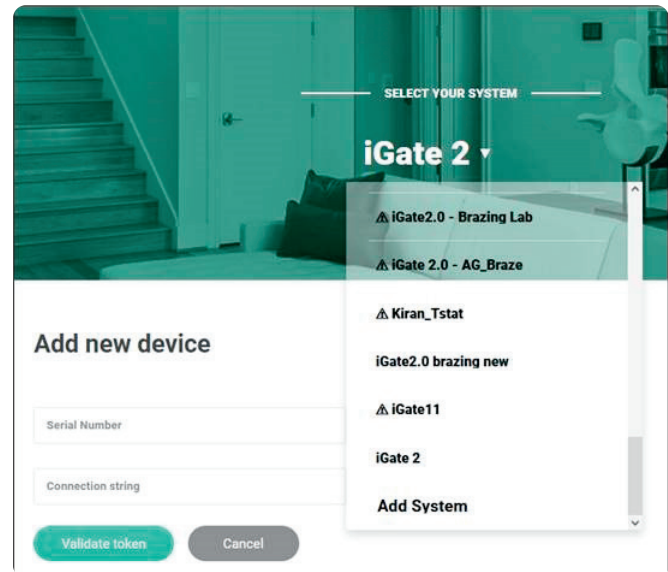 SELECT YOUR SYSTEM
iGate 2
iGate2.0 - Brazing Lab
iGate 2.0 - AG_Braze
Kiran_Tstat
iGate2.0 brazing new
iGate11
iGate 2
Add System
Add new device
Serial Number
Connection string
Validate token
Cancel